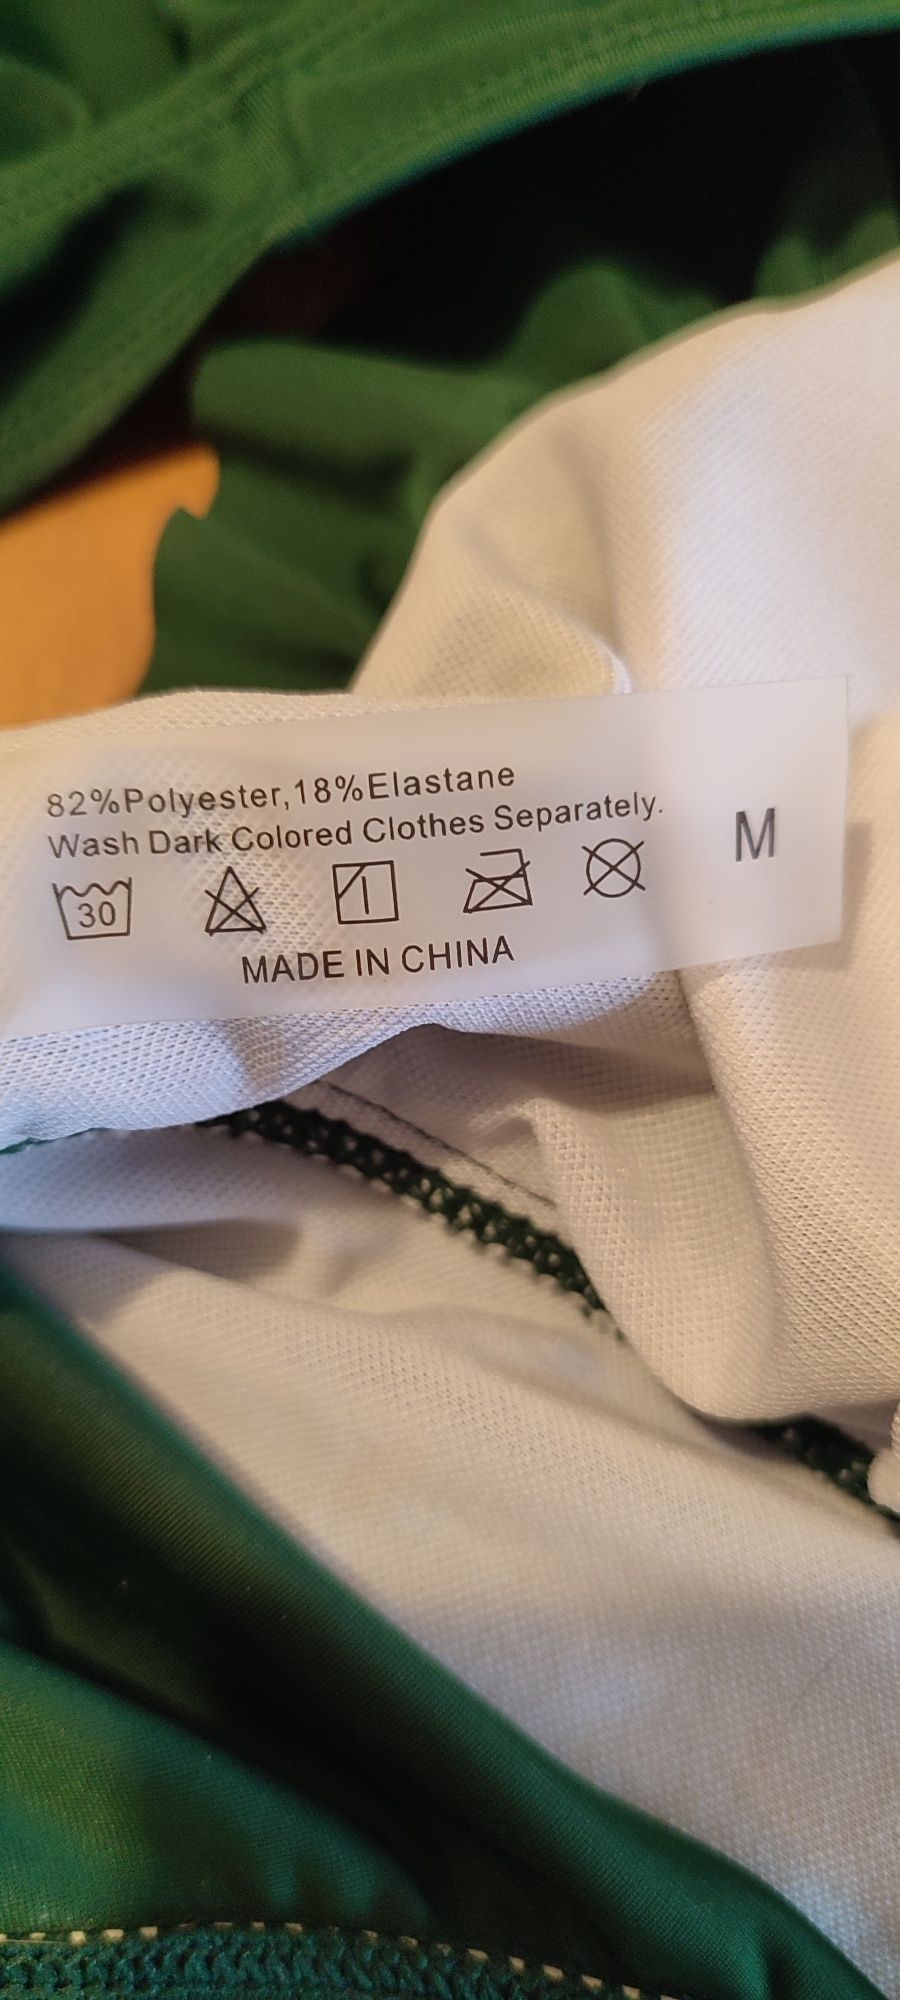 82%Polyester,18%Elastane
Wash Dark Colored Clothes Separately.
M
30
MADE IN CHINA